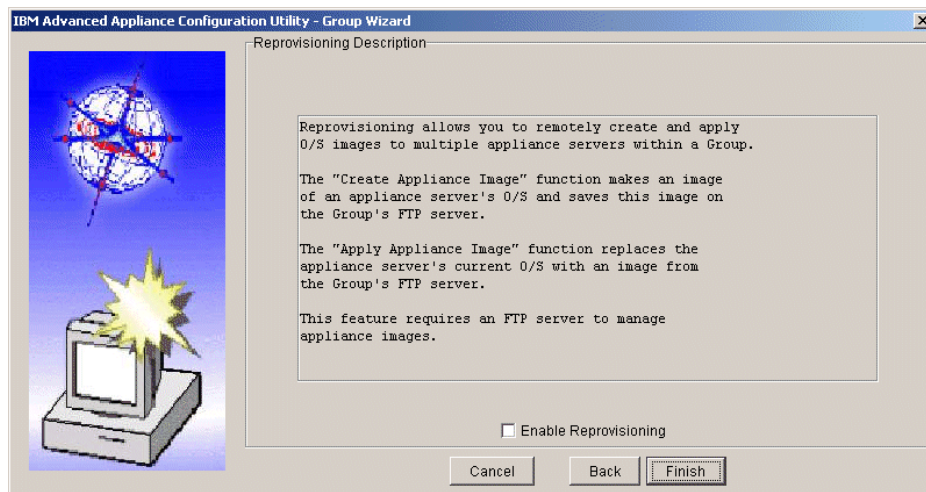 IBM Advanced Appliance Configuration Utility - Group Wizard
Reprovisioning Description
Reprovisioning allows you to remotely create and apply
O/S images to multiple appliance servers within a Group.
The "Create Appliance Image" function makes an image
of an appliance server's O/S and saves this image on
the Group's FTP server.
The "Apply Appliance Image" function replaces the
appliance server's current O/S with an image from
the Group's FTP server.
This feature requires an FTP server to manage
appliance images.
Enable Reprovisioning
Cancel Back Finish